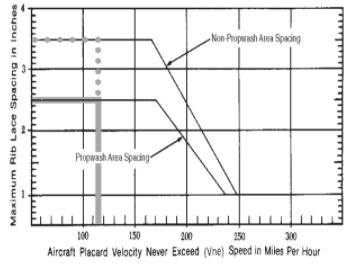 Maximum Rib Lace Spacing in Inches
4
3
2
1
Non-Propwash Area Spacing
Propwash Area Spacing
100 150 200 250 300
Aircraft Placard Velocity Never Exceed (Vne) Speed in Miles Per Hour